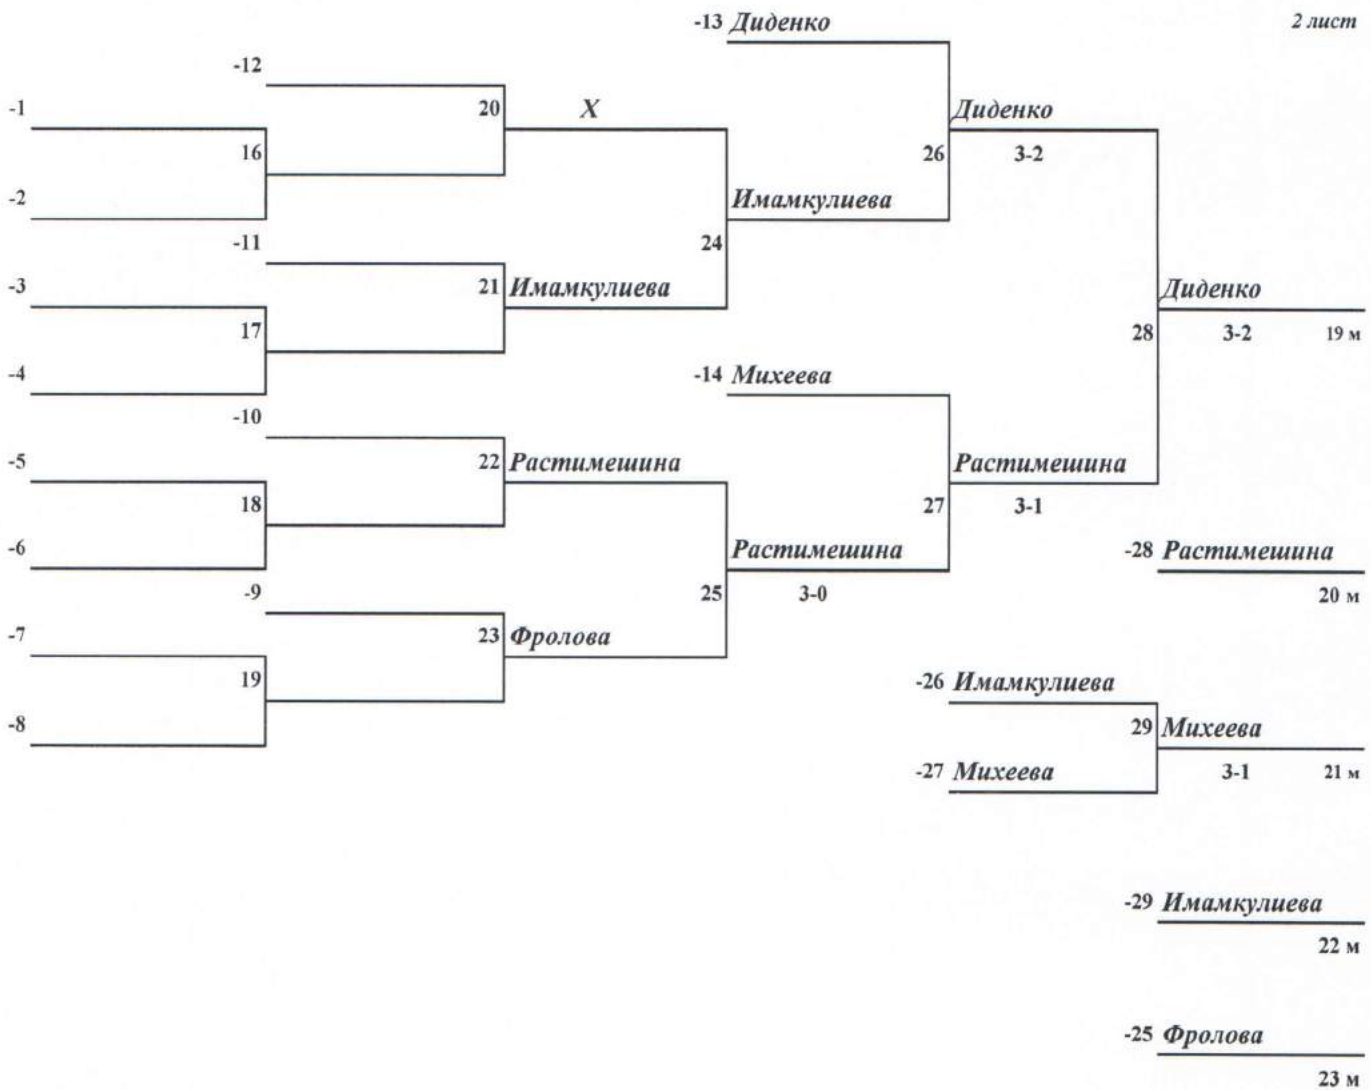 -13 Диденко
2 лист
-12
-1
20
X
Диденко
16
26
3-2
-2
Имамкулиева
-11
24
-3
21
Имамкулиева
Диденко
17
28
3-2
19 м
-4
-14 Михеева
-10
-5
22
Растимешина
Растимешина
18
27
3-1
-6
Растимешина
-28 Растимешина
-9
25
3-0
20 м
-7
23
Фролова
19
-26 Имамкулиева
-8
29
Михеева
-27 Михеева
3-1
21 м
-29 Имамкулиева
22 м
-25 Фролова
23 м